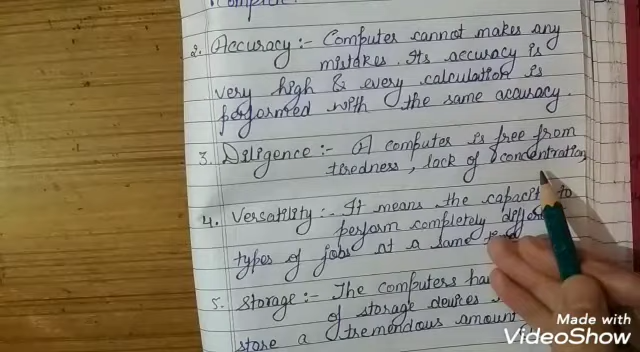 2. Accuracy :- Computer cannot makes any
mistakes. Its accuracy is
very high & every calculation is
performed with the same accuracy.
3. Diligence :- A computer is free from
tiredness, lack of concentration,
4. Versatility :- It means the capacity to
perform completely
types of jobs at a same
5. Storage :- The computers
of storage devices
store a tremendous
Made with
VideoShow